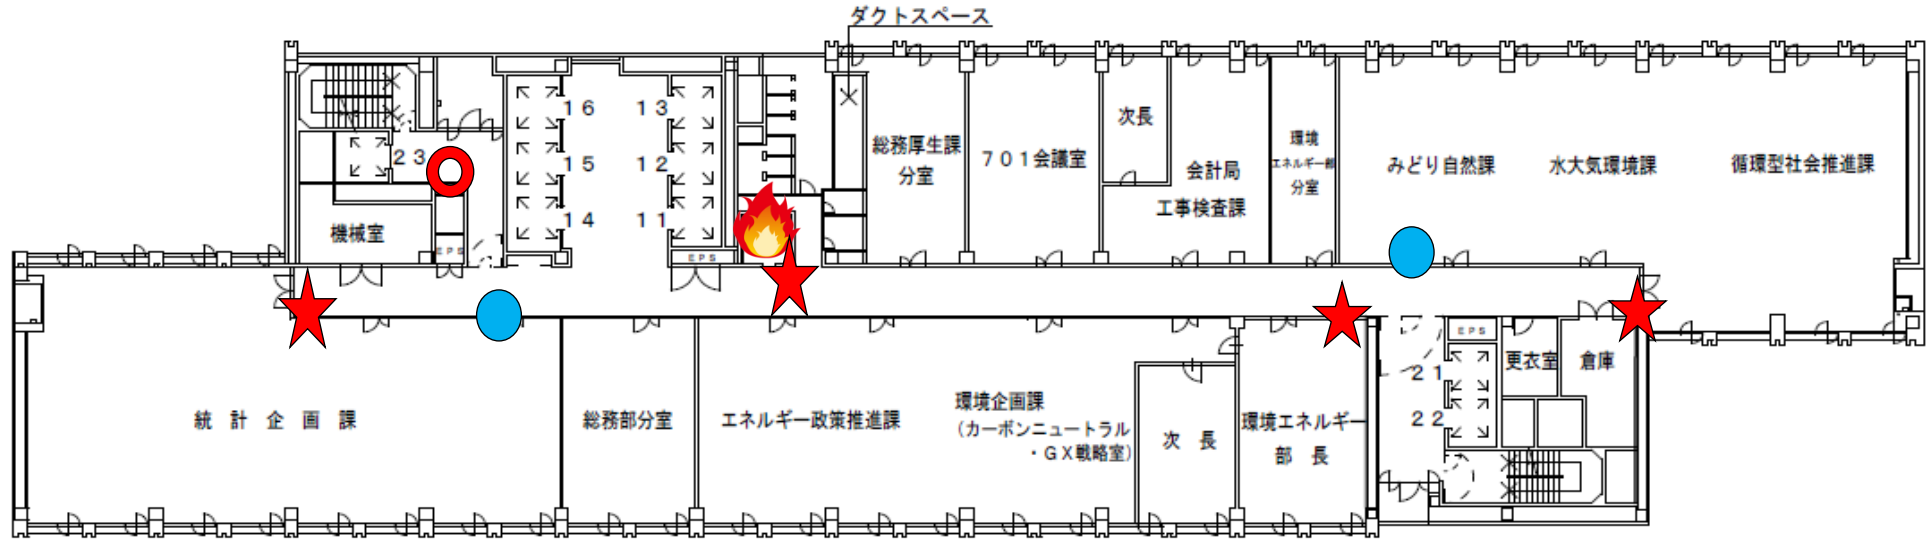 ダクトスペース
16 13
23
15 12
14 11
機械室
EPS
EPS
総務厚生課
分室
701会議室
次長
会計局
工事検査課
環境
エネルギー部
分室
みどり自然課
水大気環境課
循環型社会推進課
統計企画課
総務部分室
エネルギー政策推進課
環境企画課
(カーボンニュートラル
・GX戦略室)
次長
環境エネルギー
部長
EPS
21
22
更衣室
倉庫